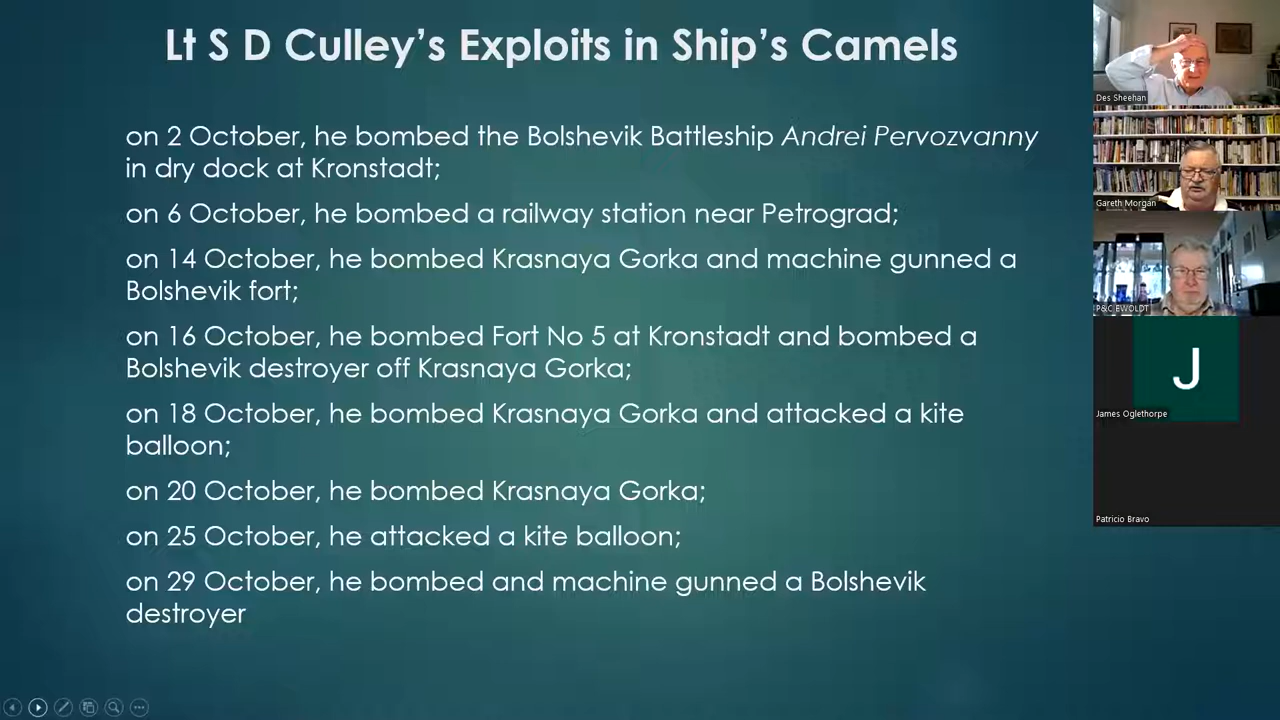 Lt S D Culley's Exploits in Ship's Camels
on 2 October, he bombed the Bolshevik Battleship Andrei Pervozvanny
in dry dock at Kronstadt;
on 6 October, he bombed a railway station near Petrograd;
on 14 October, he bombed Krasnaya Gorka and machine gunned a
Bolshevik fort;
on 16 October, he bombed Fort No 5 at Kronstadt and bombed a
Bolshevik destroyer off Krasnaya Gorka;
on 18 October, he bombed Krasnaya Gorka and attacked a kite
balloon;
on 20 October, he bombed Krasnaya Gorka;
on 25 October, he attacked a kite balloon;
on 29 October, he bombed and machine gunned a Bolshevik
destroyer
Des Sheehan
Gareth Morgan
P&C EWOLDT
J
James Oglethorpe
Patricio Bravo